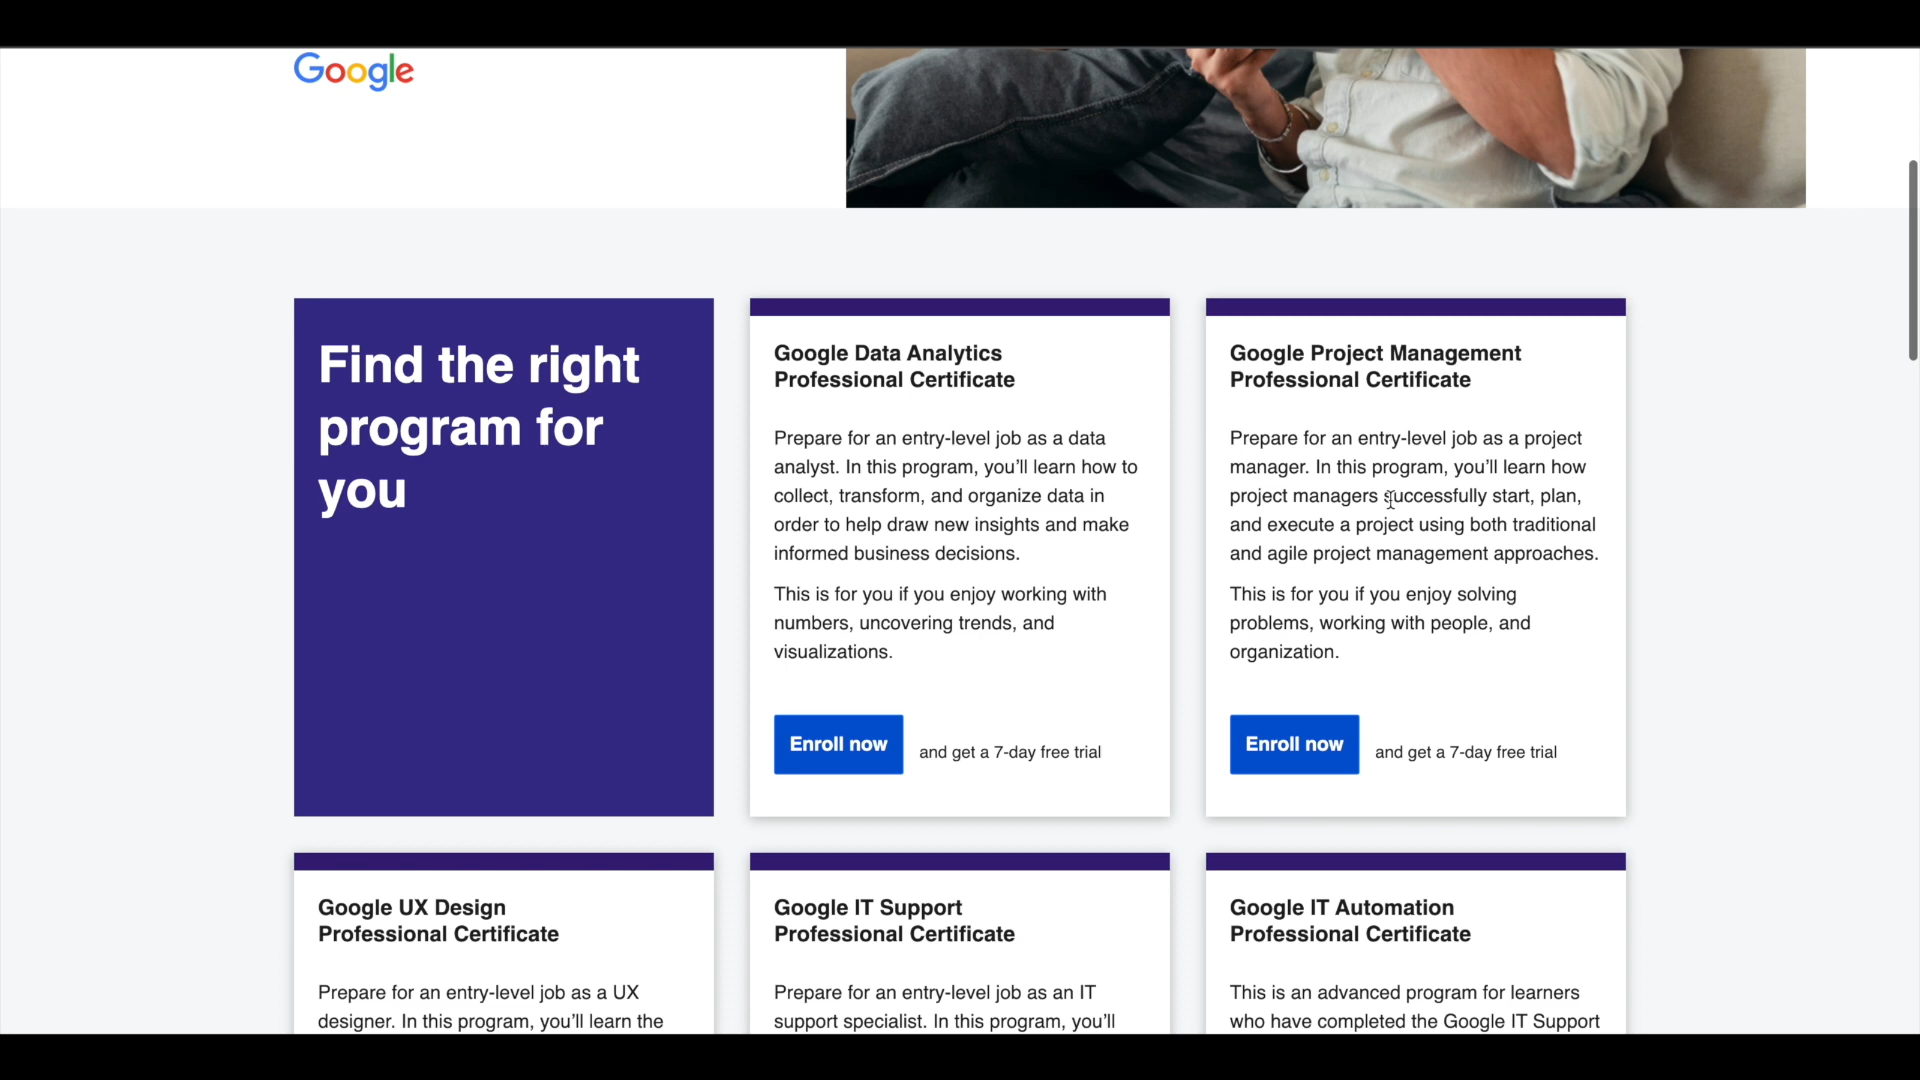 Google
Find the right
program for
you
Google Data Analytics
Professional Certificate
Prepare for an entry-level job as a data
analyst. In this program, you’ll learn how to
collect, transform, and organize data in
order to help draw new insights and make
informed business decisions.
This is for you if you enjoy working with
numbers, uncovering trends, and
visualizations.
Enroll now and get a 7-day free trial
Google Project Management
Professional Certificate
Prepare for an entry-level job as a project
manager. In this program, you’ll learn how
project managers successfully start, plan,
and execute a project using both traditional
and agile project management approaches.
This is for you if you enjoy solving
problems, working with people, and
organization.
Enroll now and get a 7-day free trial
Google UX Design
Professional Certificate
Prepare for an entry-level job as a UX
designer. In this program, you’ll learn the
Google IT Support
Professional Certificate
Prepare for an entry-level job as an IT
support specialist. In this program, you’ll
Google IT Automation
Professional Certificate
This is an advanced program for learners
who have completed the Google IT Support